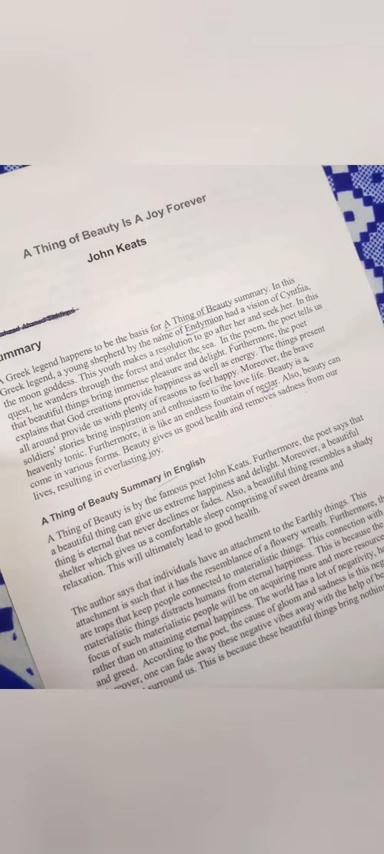 A Thing of Beauty Is A Joy Forever
John Keats
ummary
A Greek legend happens to be the basis for A Thing of Beauty summary. In this
Greek legend, a young shepherd by the name of Endymion had a vision of Cynthia,
the moon goddess. This youth makes a resolution to go after her and seek her. In this
quest, he wanders through the forest and under the sea. In the poem, the poet tells us
that beautiful things bring immense pleasure and delight. Furthermore, the poet
explains that God creations provide happiness as well as energy. The things present
all around provide us with plenty of reasons to feel happy. Moreover, the brave
soldiers' stories bring inspiration and enthusiasm to the love life. Beauty is a
heavenly tonic. Furthermore, it is like an endless fountain of nectar. Also, beauty can
come in various forms. Beauty gives us good health and removes sadness from our
lives, resulting in everlasting joy.
A Thing of Beauty Summary in English
A Thing of Beauty is by the famous poet John Keats. Furthermore, the poet says that
a beautiful thing can give us extreme happiness and delight. Moreover, a beautiful
thing is eternal that never declines or fades. Also, a beautiful thing resembles a shady
shelter which gives us a comfortable sleep comprising of sweet dreams and
relaxation. This will ultimately lead to good health.
The author says that individuals have an attachment to the Earthly things. This
attachment is such that it has the resemblance of a flowery wreath. Furthermore,
are traps that keep people connected to materialistic things. This connection with
materialistic things distracts humans from eternal happiness. This is because the
focus of such materialistic people will be on acquiring more and more
rather than on attaining eternal happiness. The world has a lot of negativity,
and greed. According to the poet, the cause of gloom and sadness is this
over, one can fade away these negative vibes away with the help of
surround us. This is because these beautiful things bring